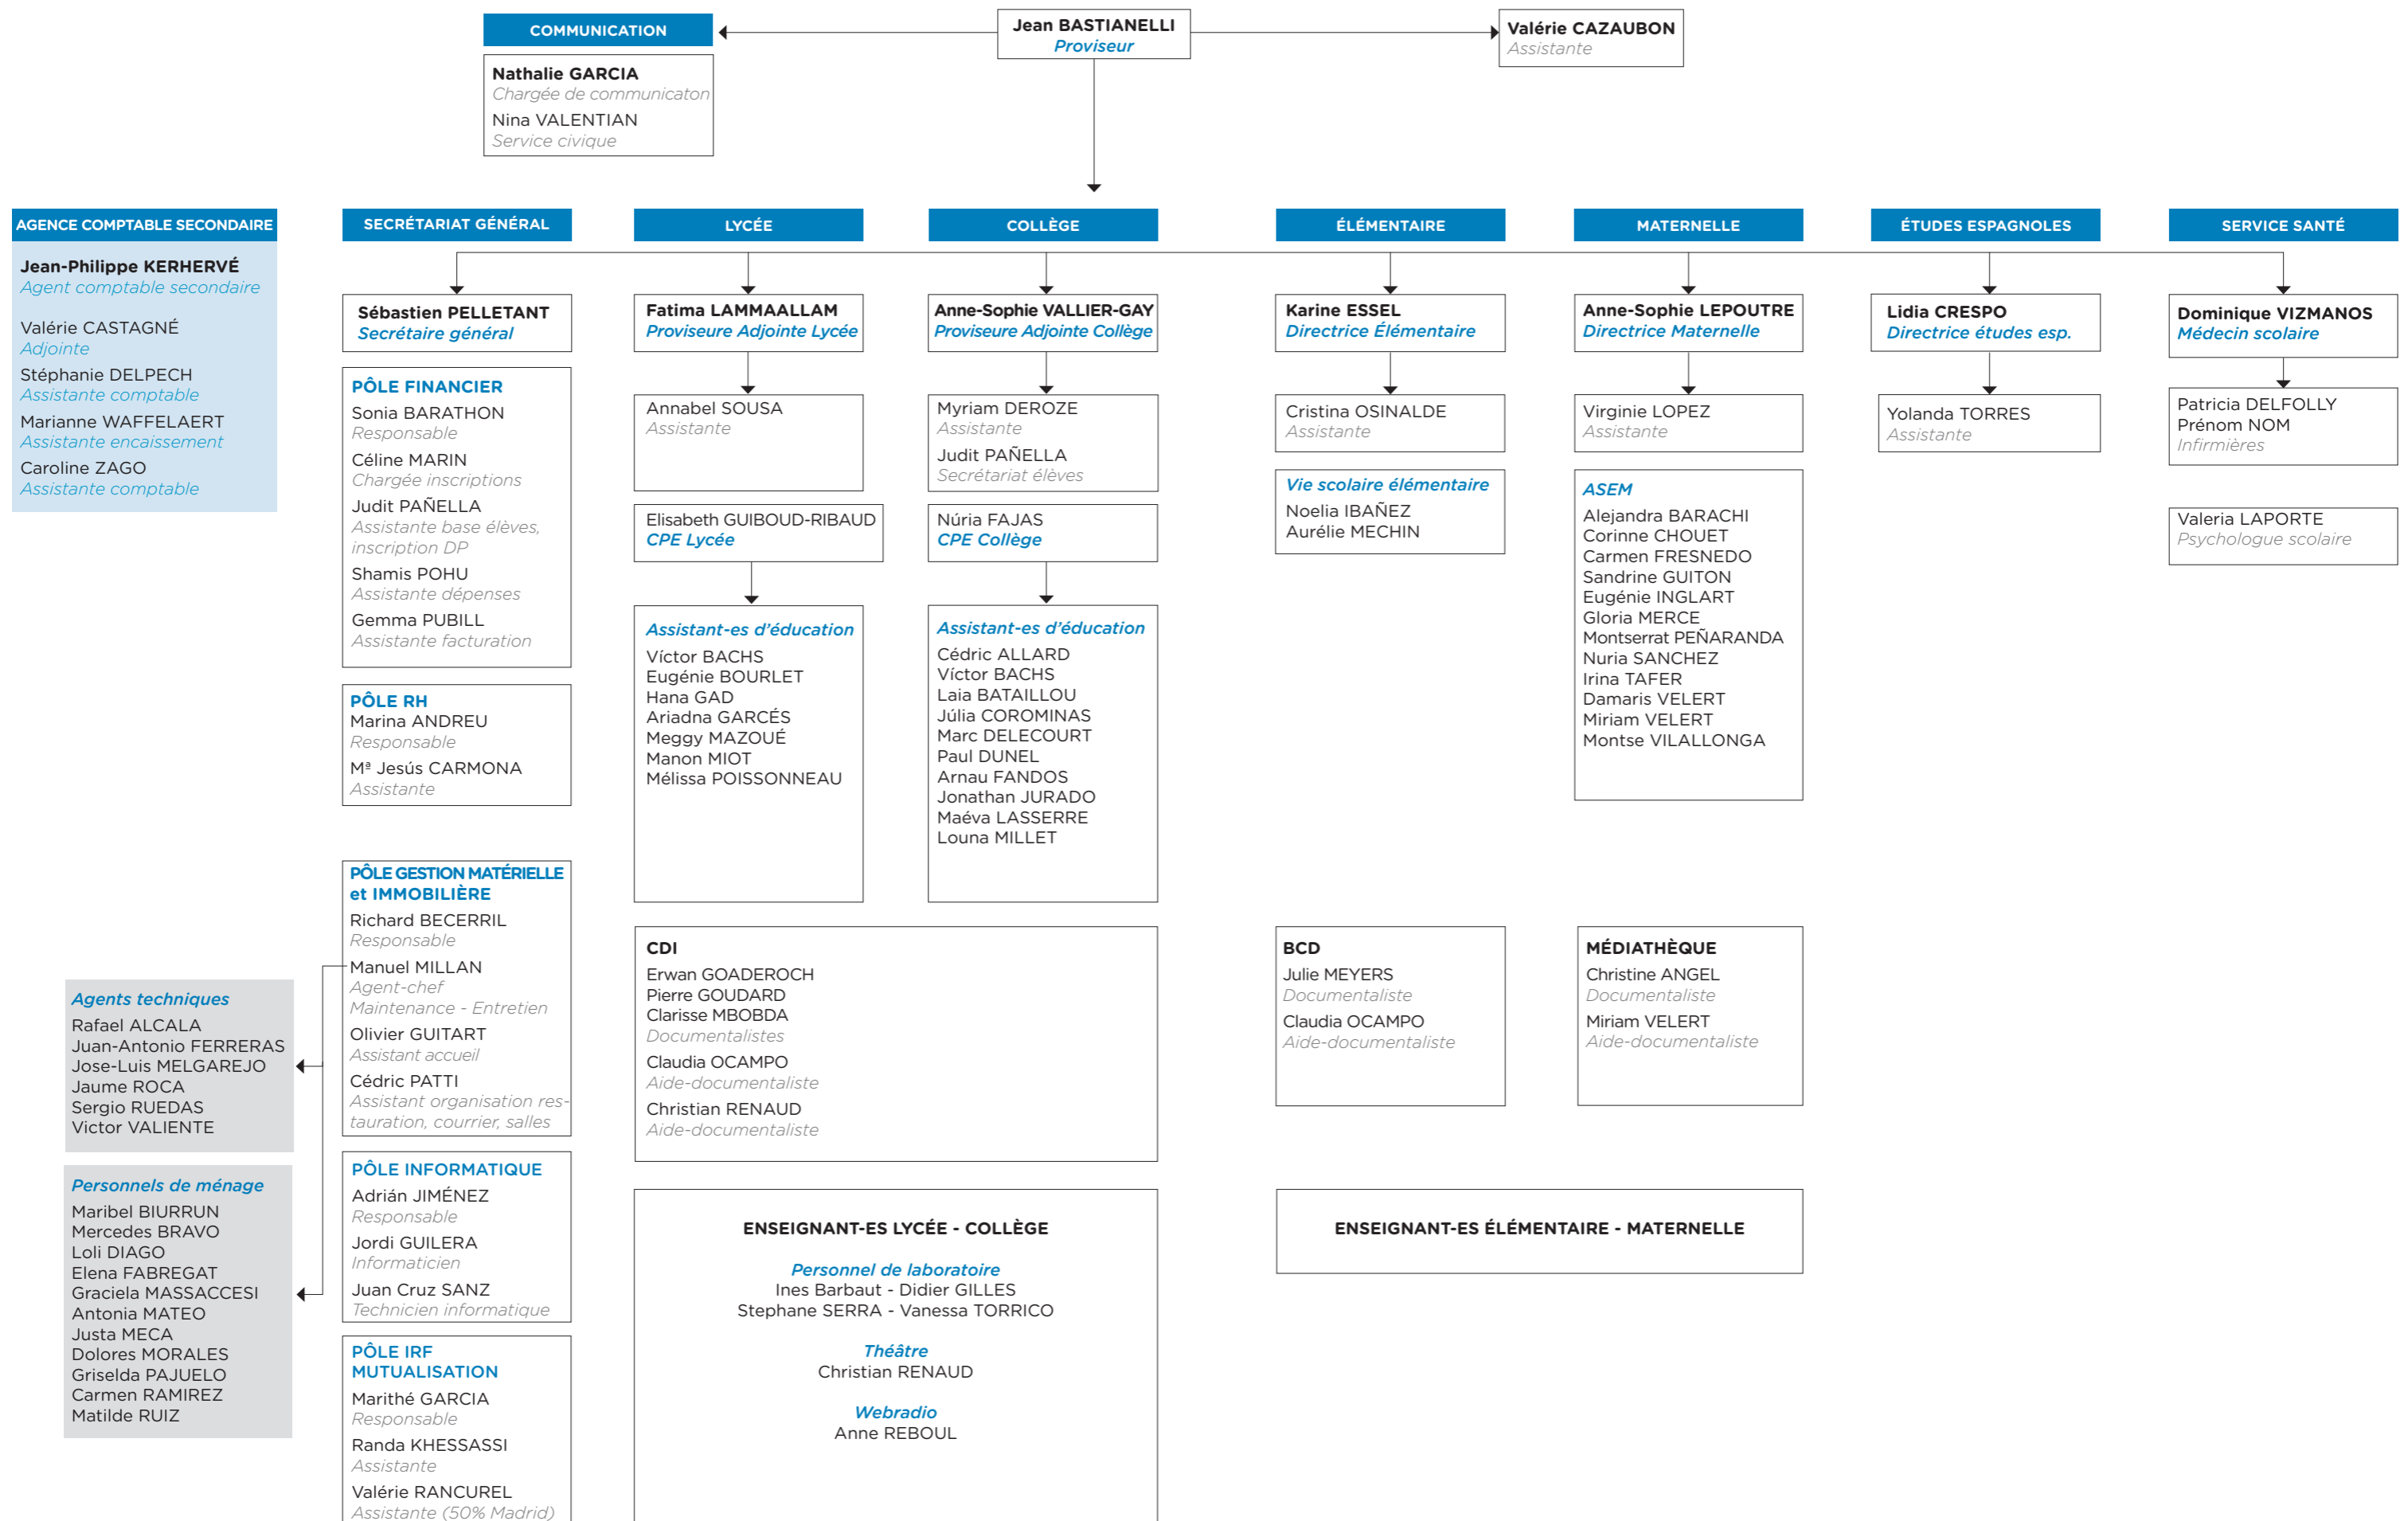 COMMUNICATION
Nathalie GARCIA
Chargée de communicaton
Nina VALENTIAN
Service civique
Jean BASTIANELLI
Proviseur
Valérie CAZAUBON
Assistante
AGENCE COMPTABLE SECONDAIRE
Jean-Philippe KERHERVÉ
Agent comptable secondaire
Valérie CASTAGNÉ
Adjointe
Stéphanie DELPECH
Assistante comptable
Marianne WAFFELAERT
Assistante encaissement
Caroline ZAGO
Assistante comptable
SECRÉTARIAT GÉNÉRAL
Sébastien PELLETANT
Secrétaire général
PÔLE FINANCIER
Sonia BARATHON
Responsable
Céline MARIN
Chargée inscriptions
Judit PAÑELLA
Assistante base élèves,
inscription DP
Shamis POHU
Assistante dépenses
Gemma PUBILL
Assistante facturation
PÔLE RH
Marina ANDREU
Responsable
Mª Jesús CARMONA
Assistante
PÔLE GESTION MATÉRIELLE
et IMMOBILIÈRE
Richard BECERRIL
Responsable
Manuel MILLAN
Agent-chef
Maintenance - Entretien
Olivier GUITART
Assistant accueil
Cédric PATTI
Assistant organisation res-
tauration, courrier, salles
Agents techniques
Rafael ALCALA
Juan-Antonio FERRERAS
Jose-Luis MELGAREJO
Jaume ROCA
Sergio RUEDAS
Victor VALIENTE
Personnels de ménage
Maribel BIURRUN
Mercedes BRAVO
Loli DIAGO
Elena FABREGAT
Graciela MASSACCESI
Antonia MATEO
Justa MECA
Dolores MORALES
Griselda PAJUELO
Carmen RAMIREZ
Matilde RUIZ
PÔLE INFORMATIQUE
Adrián JIMÉNEZ
Responsable
Jordi GUILERA
Informaticien
Juan Cruz SANZ
Technicien informatique
PÔLE IRF
MUTUALISATION
Marithé GARCIA
Responsable
Randa KHESSASSI
Assistante
Valérie RANCUREL
Assistante (50% Madrid)
LYCÉE
Fatima LAMMAALLAM
Proviseure Adjointe Lycée
Annabel SOUSA
Assistante
Elisabeth GUIBOUD-RIBAUD
CPE Lycée
Assistant-es d'éducation
Víctor BACHS
Eugénie BOURLET
Hana GAD
Ariadna GARCÉS
Meggy MAZOUÉ
Manon MIOT
Mélissa POISSONNEAU
COLLÈGE
Anne-Sophie VALLIER-GAY
Proviseure Adjointe Collège
Myriam DEROZE
Assistante
Judit PAÑELLA
Secrétariat élèves
Núria FAJAS
CPE Collège
Assistant-es d'éducation
Cédric ALLARD
Víctor BACHS
Laia BATAILLOU
Júlia COROMINAS
Marc DELECOURT
Paul DUNEL
Arnau FANDOS
Jonathan JURADO
Maéva LASSERRE
Louna MILLET
CDI
Erwan GOADEROCH
Pierre GOUDARD
Clarisse MBOBDA
Documentalistes
Claudia OCAMPO
Aide-documentaliste
Christian RENAUD
Aide-documentaliste
ENSEIGNANT-ES LYCÉE - COLLÈGE
Personnel de laboratoire
Ines Barbaut - Didier GILLES
Stephane SERRA - Vanessa TORRICO
Théâtre
Christian RENAUD
Webradio
Anne REBOUL
ÉLÉMENTAIRE
Karine ESSEL
Directrice Élémentaire
Cristina OSINALDE
Assistante
Vie scolaire élémentaire
Noelia IBAÑEZ
Aurélie MECHIN
BCD
Julie MEYERS
Documentaliste
Claudia OCAMPO
Aide-documentaliste
MATERNELLE
Anne-Sophie LEPOUTRE
Directrice Maternelle
Virginie LOPEZ
Assistante
ASEM
Alejandra BARACHI
Corinne CHOUET
Carmen FRESNEDO
Sandrine GUITON
Eugénie INGLART
Gloria MERCE
Montserrat PEÑARANDA
Nuria SANCHEZ
Irina TAFER
Damaris VELERT
Miriam VELERT
Montse VILALLONGA
MÉDIATHÈQUE
Christine ANGEL
Documentaliste
Miriam VELERT
Aide-documentaliste
ENSEIGNANT-ES ÉLÉMENTAIRE - MATERNELLE
ÉTUDES ESPAGNOLES
Lidia CRESPO
Directrice études esp.
Yolanda TORRES
Assistante
SERVICE SANTÉ
Dominique VIZMANOS
Médecin scolaire
Patricia DELFOLLY
Prénom NOM
Infirmières
Valeria LAPORTE
Psychologue scolaire